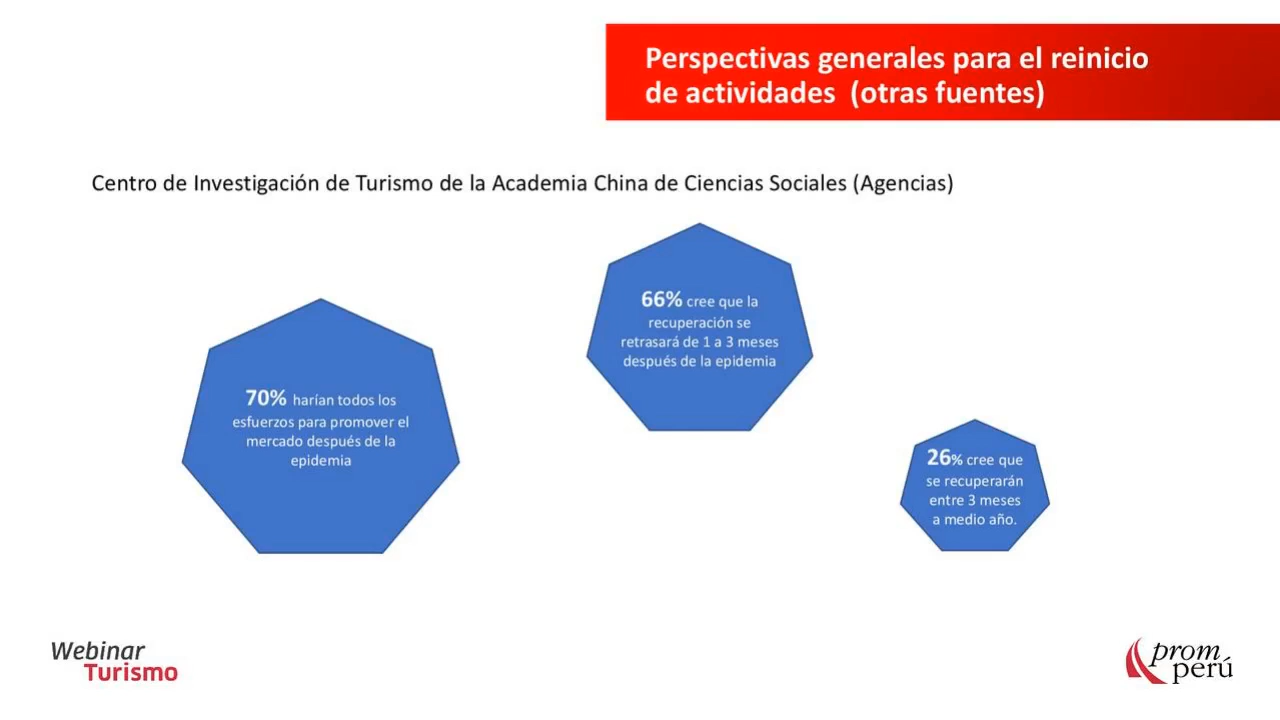 Perspectivas generales para el reinicio
de actividades (otras fuentes)
Centro de Investigación de Turismo de la Academia China de Ciencias Sociales (Agencias)
70% harían todos los
esfuerzos para promover el
mercado después de la
epidemia
66% cree que la
recuperación se
retrasará de 1 a 3 meses
después de la epidemia
26% cree que
se recuperarán
entre 3 meses
a medio año.
Webinar
Turismo
prom
perú